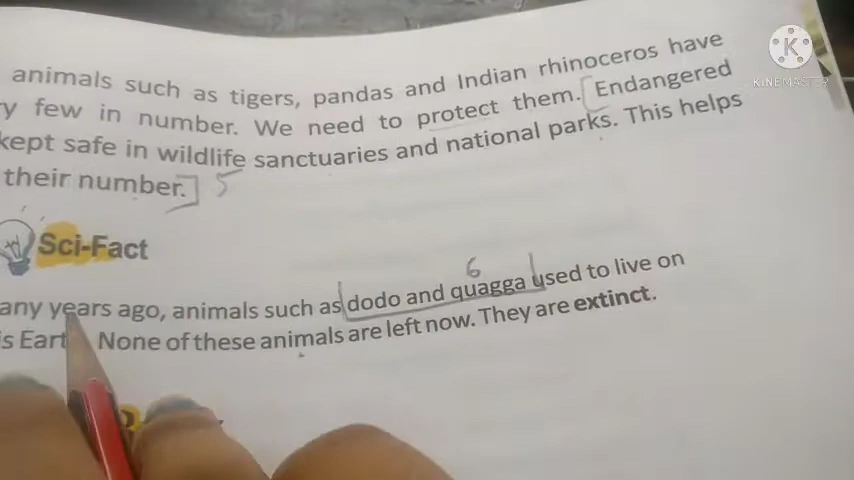 animals such as tigers, pandas and Indian rhinoceros have
few in number. We need to protect them. Endangered
kept safe in wildlife sanctuaries and national parks. This helps
their number. 5
Sci-Fact
6
any years ago, animals such as dodo and quagga used to live on
is Eart None of these animals are left now. They are extinct.
K
KINEMASTER